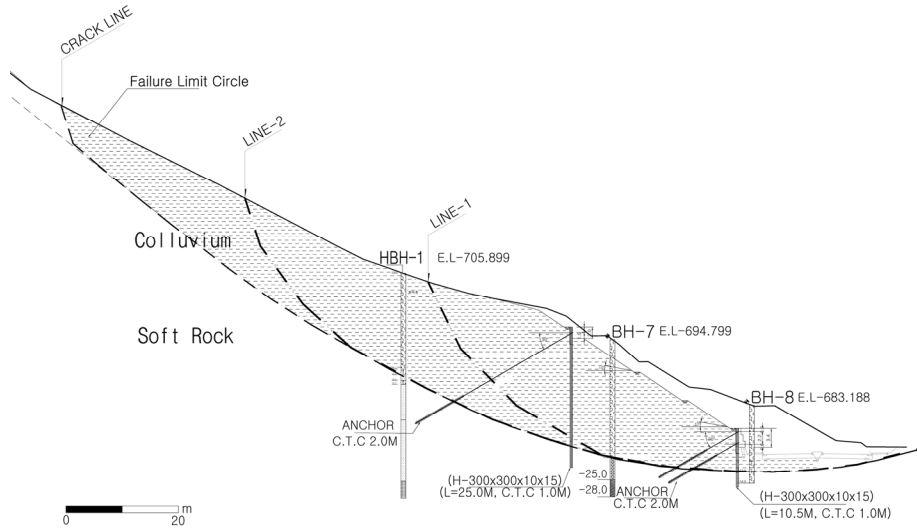 CRACK LINE
Failure Limit Circle
LINE-2
LINE-1
Colluvium
HBH-1 E.L-705.899
Soft Rock
BH-7 E.L-694.799
BH-8 E.L-683.188
ANCHOR
C.T.C 2.0M
(H-300x300x10x15)
(L=25.0M, C.T.C 1.0M)
-25.0
-28.0
ANCHOR
C.T.C 2.0M
(H-300x300x10x15)
(L=10.5M, C.T.C 1.0M)
0 20
m